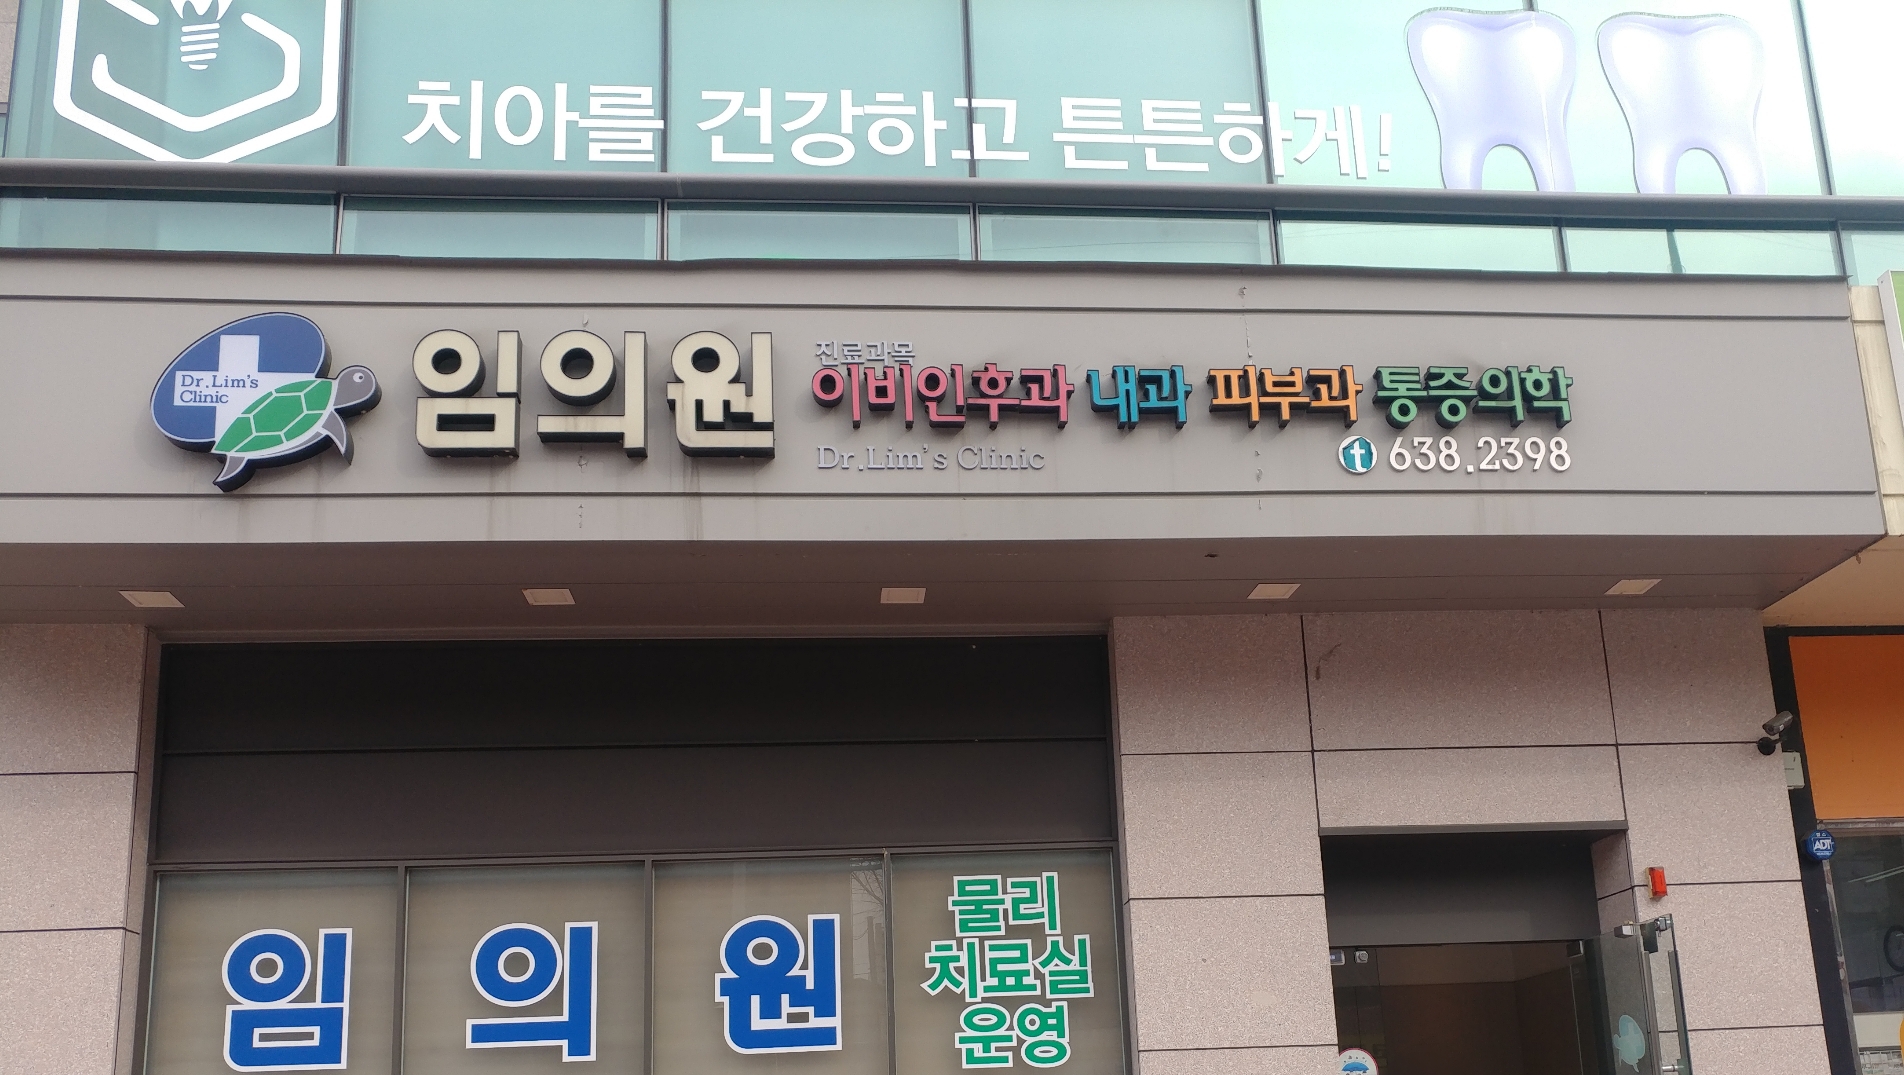 치아를 건강하고 튼튼하게!
Dr.Lim's
Clinic
임의원
진료과목
이비인후과 내과 피부과 통증의학
Dr.Lim's Clinic
t 638.2398
임의원
물리
치료실
운영
ADT